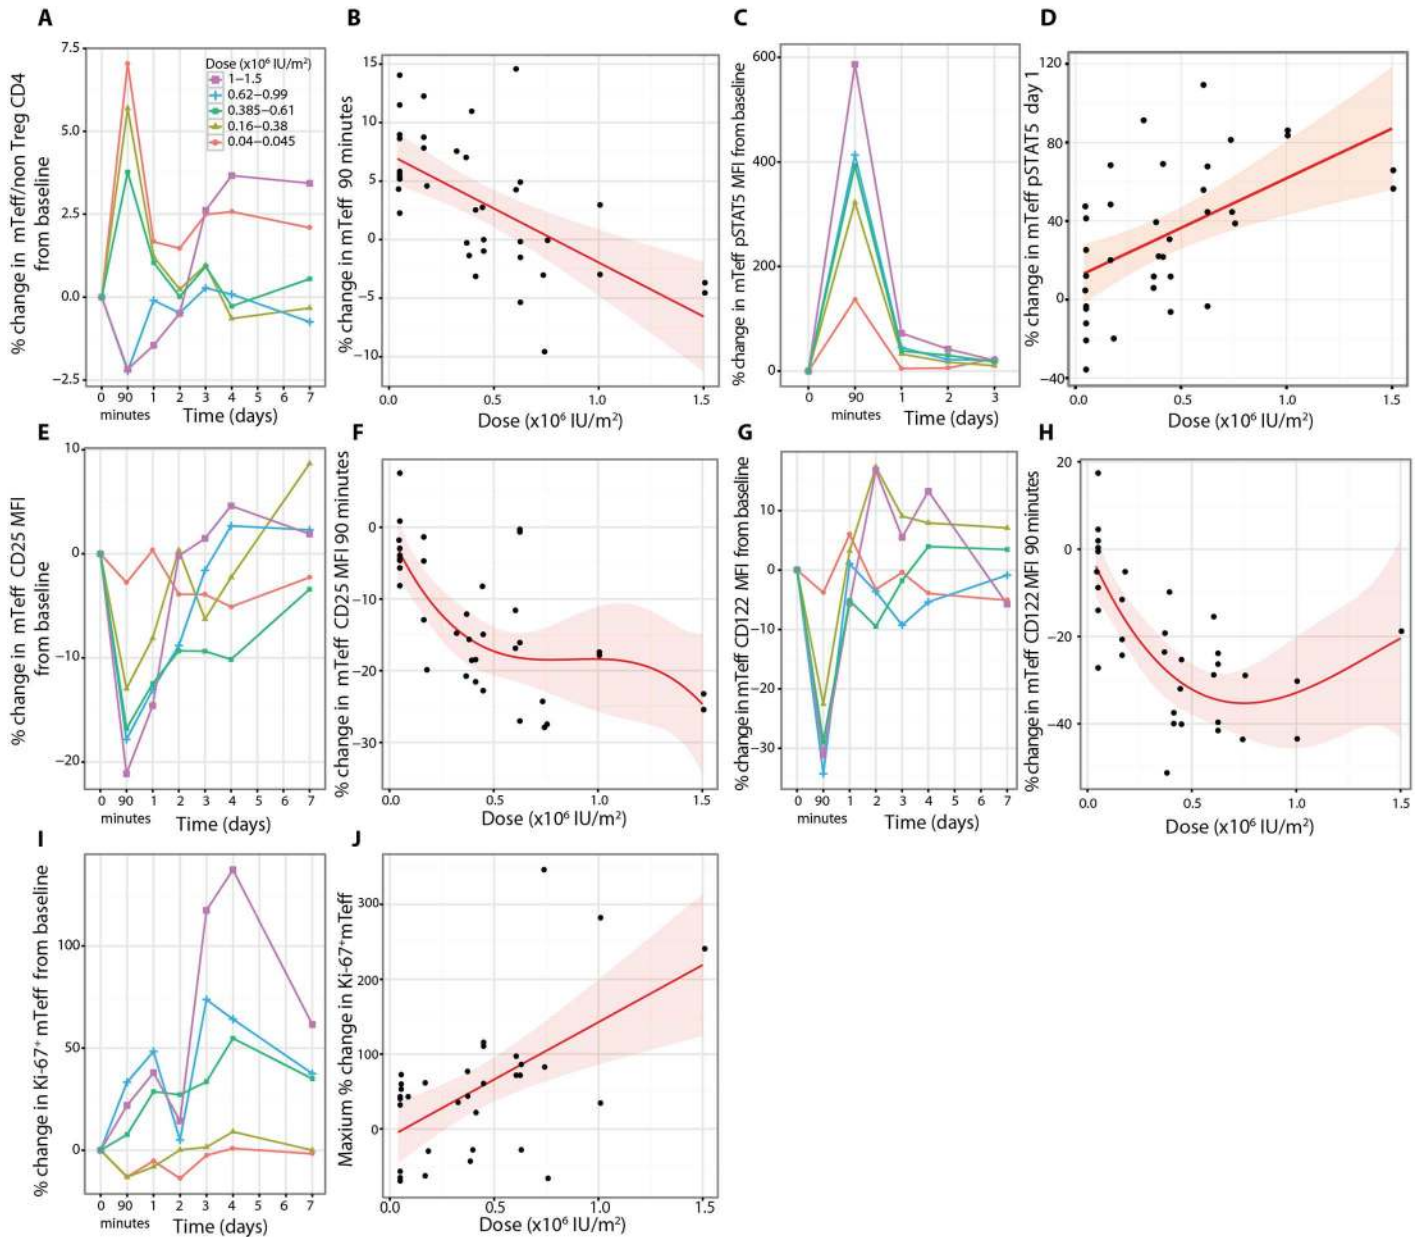 A
% change in mTeff/non Treg CD4
from baseline
7.5
5.0
2.5
0.0
−2.5
Dose (x10⁶ IU/m²)
1−1.5
0.62−0.99
0.385−0.61
0.16−0.38
0.04−0.045
0 90 1 2 3 4 5 6 7
minutes Time (days)
B
% change in mTeff 90 minutes
15
10
5
0
−5
−10
0.0 0.5 1.0 1.5
Dose (x10⁶ IU/m²)
C
% change in mTeff pSTAT5 MFI from baseline
600
400
200
0
0 90 1 2 3
minutes Time (days)
D
% change in mTeff pSTAT5 day 1
120
80
40
0
−40
0.0 0.5 1.0 1.5
Dose (x10⁶ IU/m²)
E
% change in mTeff CD25 MFI
from baseline
10
0
−10
−20
0 90 1 2 3 4 5 6 7
minutes Time (days)
F
% change in mTeff CD25 MFI 90 minutes
0
−10
−20
−30
0.0 0.5 1.0 1.5
Dose (x10⁶ IU/m²)
G
% change in mTeff CD122 MFI from baseline
10
0
−10
−20
−30
0 90 1 2 3 4 5 6 7
minutes Time (days)
H
% change in mTeff CD122 MFI 90 minutes
20
0
−20
−40
0.0 0.5 1.0 1.5
Dose (x10⁶ IU/m²)
I
% change in Ki-67⁺ mTeff from baseline
100
50
0
0 90 1 2 3 4 5 6 7
minutes Time (days)
J
Maxium % change in Ki-67⁺mTeff
300
200
100
0
0.0 0.5 1.0 1.5
Dose (x10⁶ IU/m²)